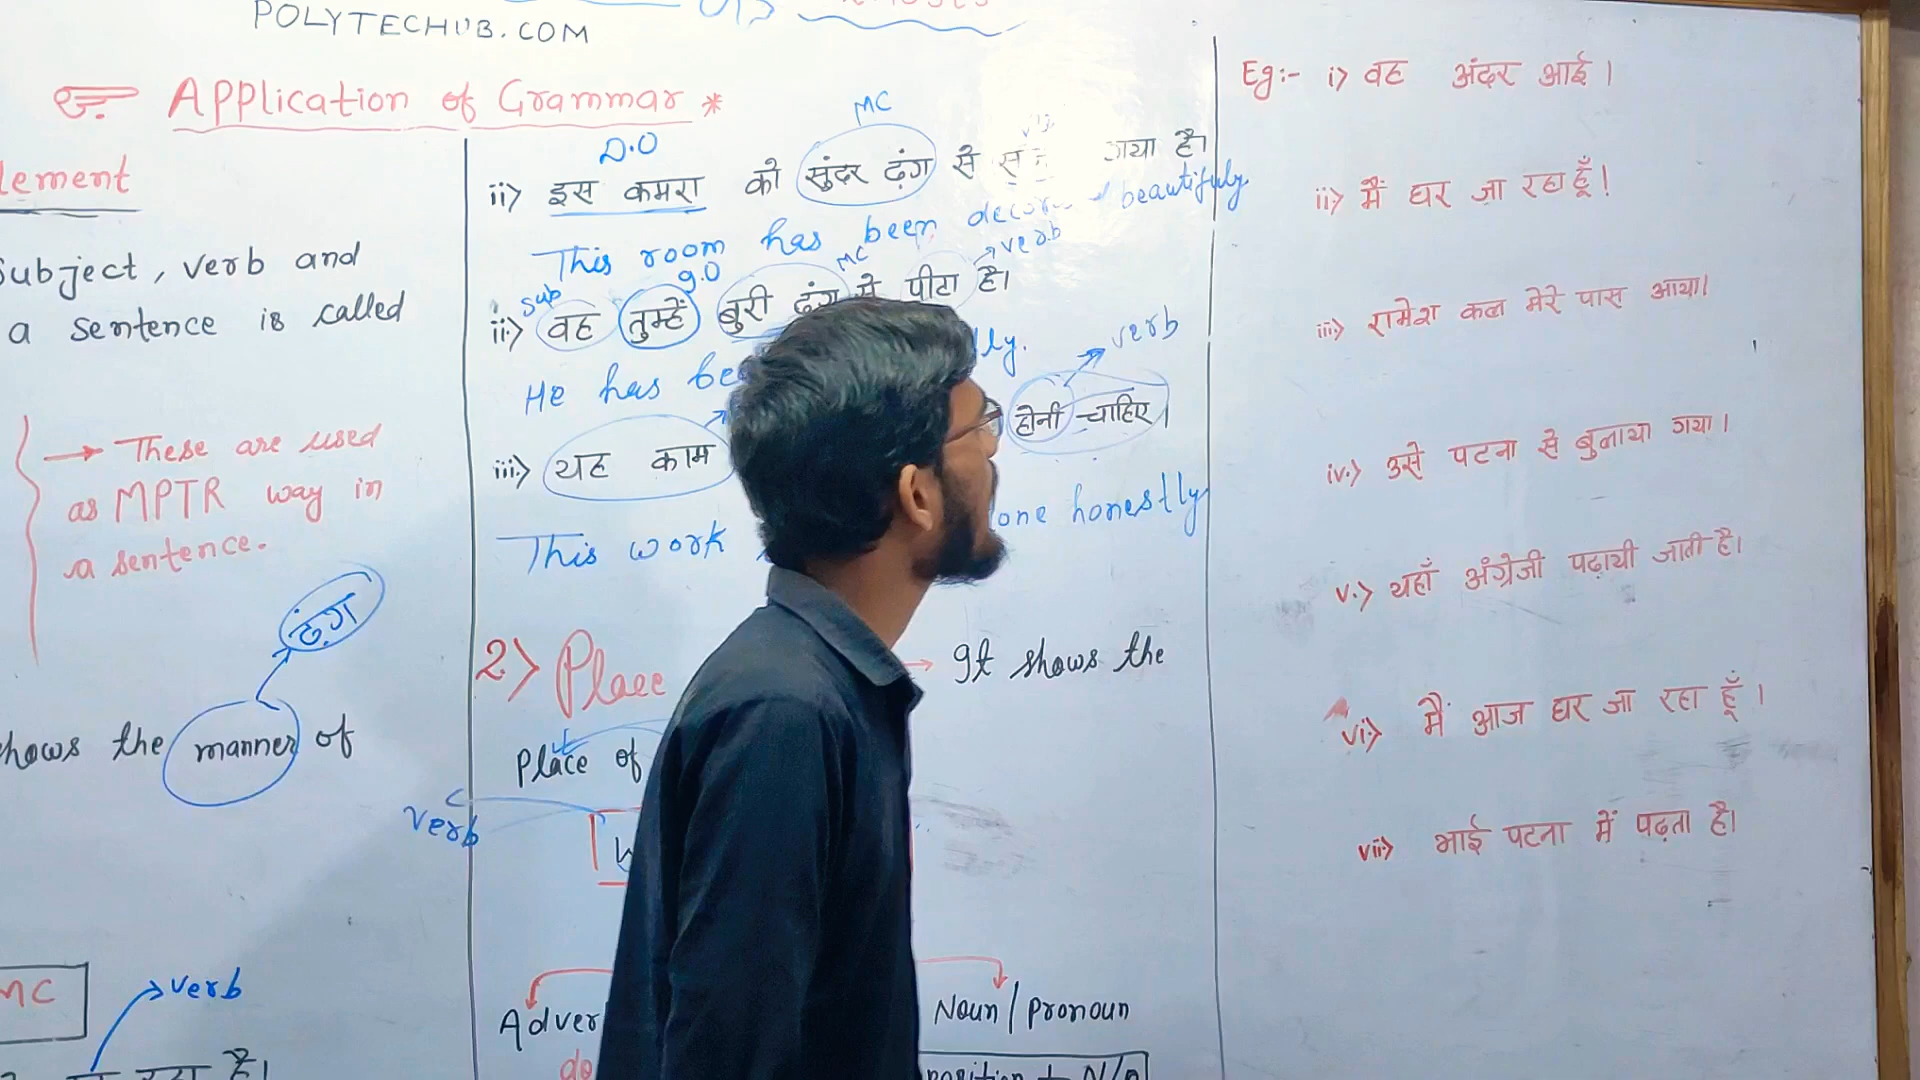 POLYTECHUB.COM
Application of Grammar *
lement
Subject, verb and
a sentence is called
→ These are used
as MPTR way in
a sentence.
ढ़ंग
hows the manner of
MC
verb
रहा है।
D.O
MC
ii) इस कमरा को सुंदर ढ़ंग से गया है।
This room has been beautifuly
sub
g.O
MC
verb
ii) वह तुम्हें बुरी ढ़ंग से पीटा है।
He has lly.
verb
iii) यह काम होनी चाहिए।
This work one honestly
2) Place → It shows the
Place of
verb
Adver Noun/Pronoun
do position + N/P
Eg:- i) वह अंदर आई।
ii) मैं घर जा रहा हूँ!
iii) रामेश कल मेरे पास आया।
iv.) उसे पटना से बुलाया गया।
v.) यहाँ अंग्रेजी पढ़ायी जाती है।
vi) मैं आज घर जा रहा हूँ।
vii) भाई पटना में पढ़ता है।